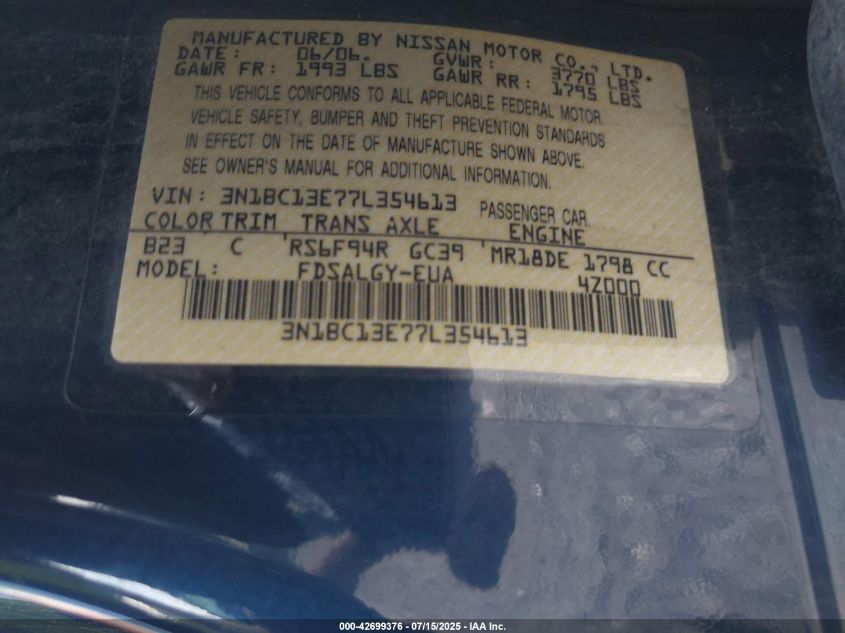 MANUFACTURED BY NISSAN MOTOR CO., LTD.
DATE: 06/06. GVWR: 3770 LBS
GAWR FR: 1993 LBS GAWR RR: 1795 LBS
THIS VEHICLE CONFORMS TO ALL APPLICABLE FEDERAL MOTOR
VEHICLE SAFETY, BUMPER AND THEFT PREVENTION STANDARDS
IN EFFECT ON THE DATE OF MANUFACTURE SHOWN ABOVE.
SEE OWNER'S MANUAL FOR ADDITIONAL INFORMATION.
VIN: 3N1BC13E77L354613 PASSENGER CAR
COLOR TRIM TRANS AXLE ENGINE
B23 C RS6F94R GC39 MR18DE 1798 CC
MODEL: FDSALGY-EUA 4Z000
3N1BC13E77L354613
000-42699376 - 07/15/2025 - IAA Inc.